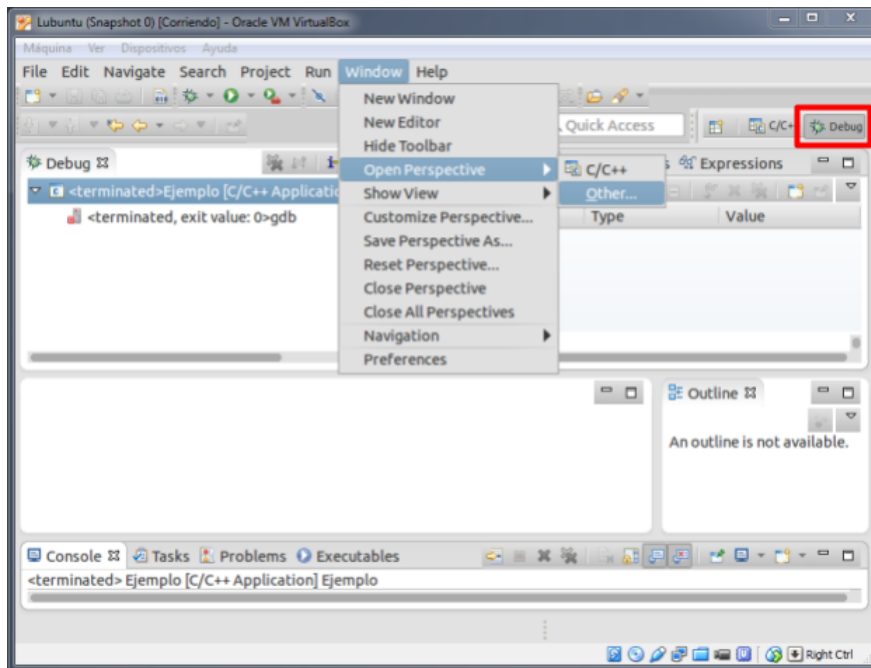 Lubuntu (Snapshot 0) [Corriendo] - Oracle VM VirtualBox
Máquina Ver Dispositivos Ayuda
File Edit Navigate Search Project Run Window Help
New Window
New Editor
Hide Toolbar
Open Perspective
Show View
Customize Perspective...
Save Perspective As...
Reset Perspective...
Close Perspective
Close All Perspectives
Navigation
Preferences
C/C++
Other...
Quick Access
C/C++
Debug
Debug
Expressions
<terminated>Ejemplo [C/C++ Applicatio
<terminated, exit value: 0>gdb
Type Value
Outline
An outline is not available.
Console Tasks Problems Executables
<terminated> Ejemplo [C/C++ Application] Ejemplo
Right Ctrl